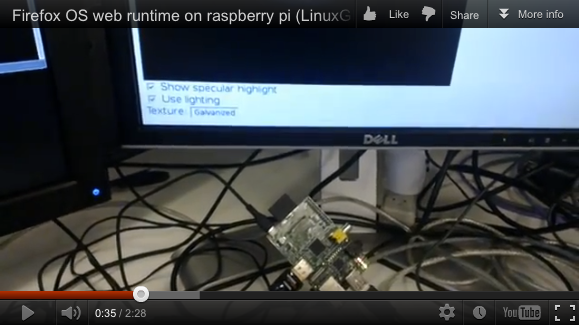 Firefox OS web runtime on raspberry pi (LinuxG
Like
Share
More info
Show specular highlight
Use lighting
Texture: Galvanized
DELL
0:35 / 2:28
YouTube